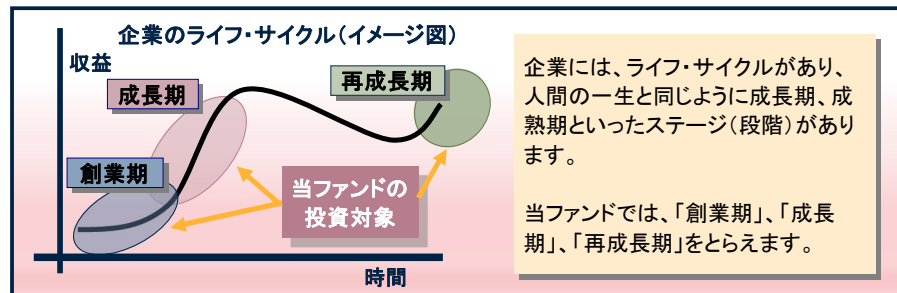 企業のライフ・サイクル(イメージ図)
収益
成長期
再成長期
創業期
当ファンドの
投資対象
時間
企業には、ライフ・サイクルがあり、
人間の一生と同じように成長期、成
熟期といったステージ(段階)があり
ます。
当ファンドでは、「創業期」、「成長
期」、「再成長期」をとらえます。